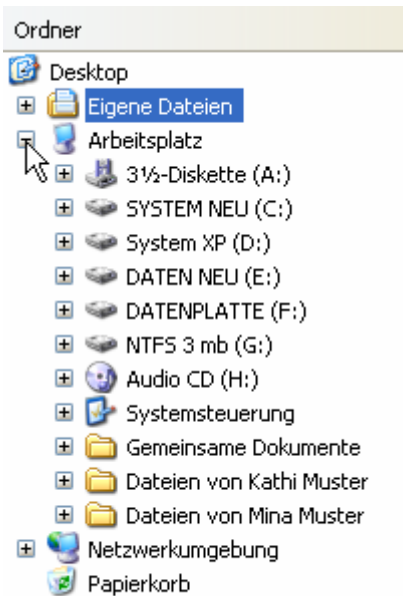 Ordner
Desktop
Eigene Dateien
Arbeitsplatz
3½-Diskette (A:)
SYSTEM NEU (C:)
System XP (D:)
DATEN NEU (E:)
DATENPLATTE (F:)
NTFS 3 mb (G:)
Audio CD (H:)
Systemsteuerung
Gemeinsame Dokumente
Dateien von Kathi Muster
Dateien von Mina Muster
Netzwerkumgebung
Papierkorb